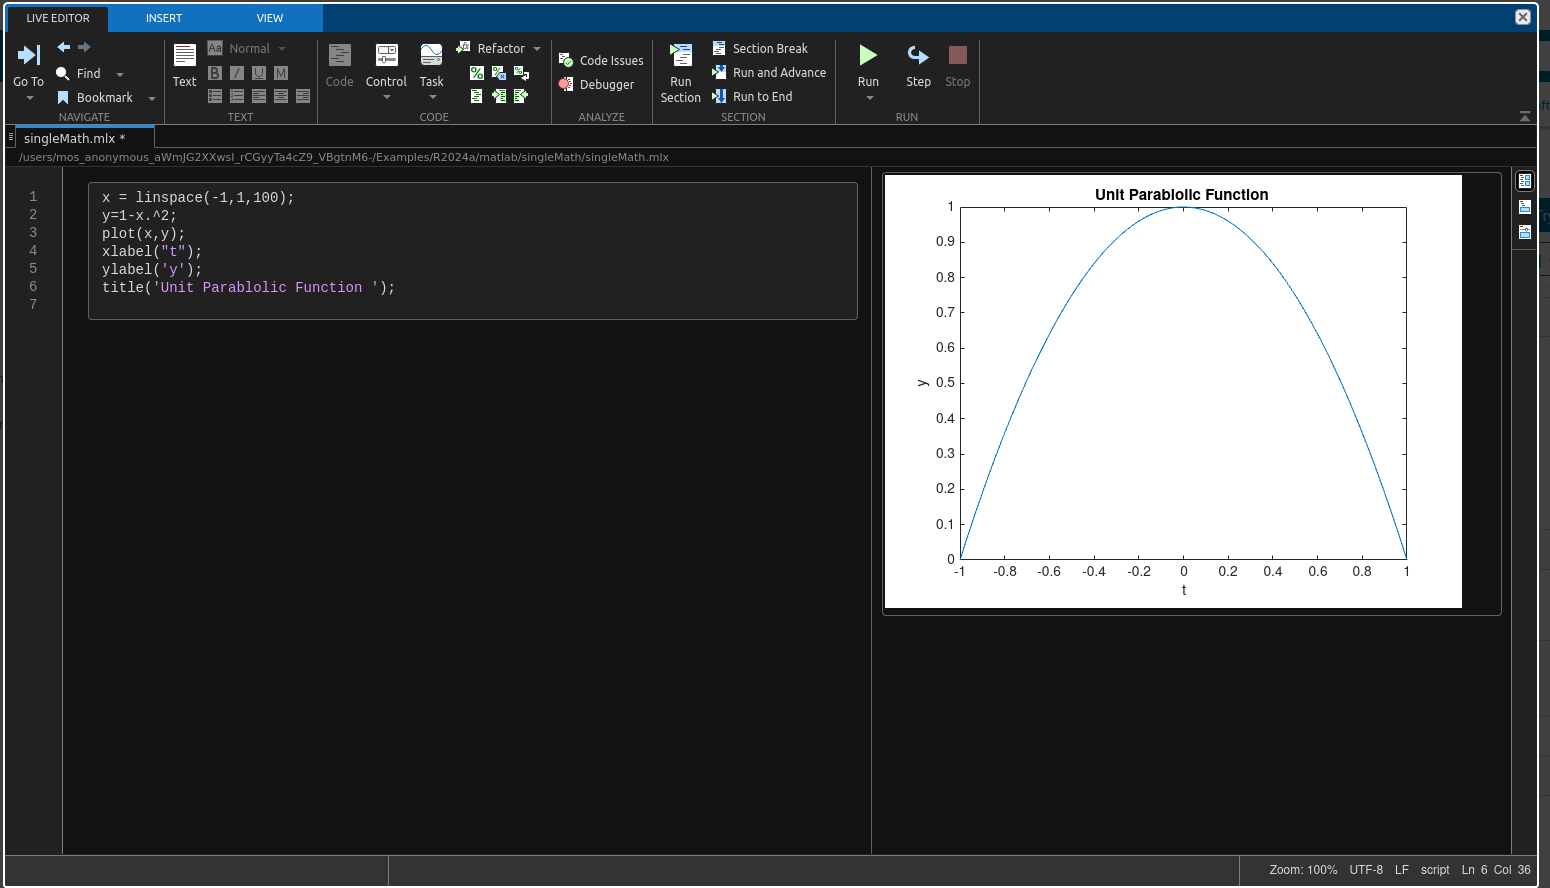 LIVE EDITOR INSERT VIEW
Go To
Find
Bookmark
NAVIGATE
Text
Aa Normal
B I U M
TEXT
Code
Control
Task
Refactor
CODE
Code Issues
Debugger
ANALYZE
Run
Section
Section Break
Run and Advance
Run to End
SECTION
Run
Step
Stop
RUN
singleMath.mlx *
/users/mos_anonymous_aWmJG2XXwsI_rCGyyTa4cZ9_VBgtnM6-/Examples/R2024a/matlab/singleMath/singleMath.mlx
1 x = linspace(-1,1,100);
2 y=1-x.^2;
3 plot(x,y);
4 xlabel("t");
5 ylabel('y');
6 title('Unit Parablolic Function ');
7
Unit Parablolic Function
1
0.9
0.8
0.7
0.6
0.5
0.4
0.3
0.2
0.1
0
y
-1 -0.8 -0.6 -0.4 -0.2 0 0.2 0.4 0.6 0.8 1
t
Zoom: 100% UTF-8 LF script Ln 6 Col 36